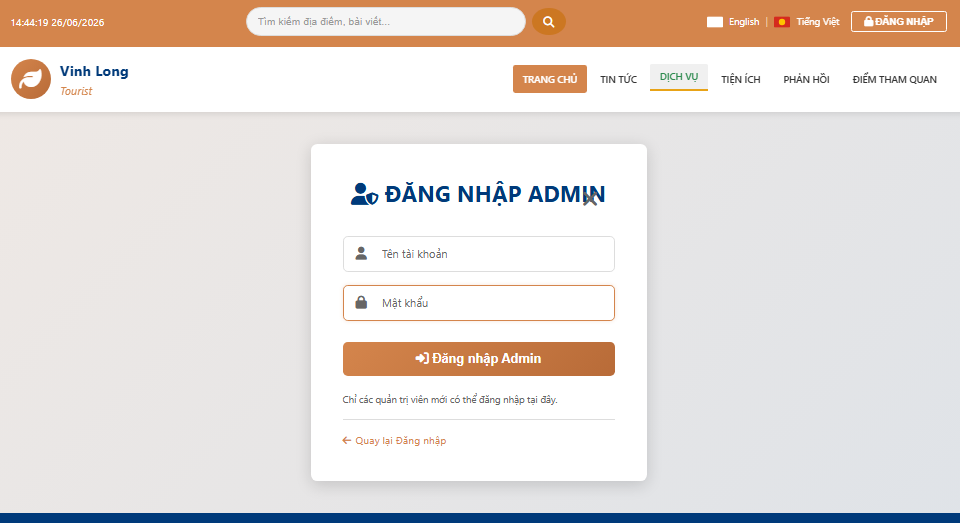 14:44:19 26/06/2026
Tìm kiếm địa điểm, bài viết...
English | Tiếng Việt
ĐĂNG NHẬP
Vinh Long
Tourist
TRANG CHỦ
TIN TỨC
DỊCH VỤ
TIỆN ÍCH
PHẢN HỒI
ĐIỂM THAM QUAN
ĐĂNG NHẬP ADMIN
Tên tài khoản
Mật khẩu
Đăng nhập Admin
Chỉ các quản trị viên mới có thể đăng nhập tại đây.
Quay lại Đăng nhập